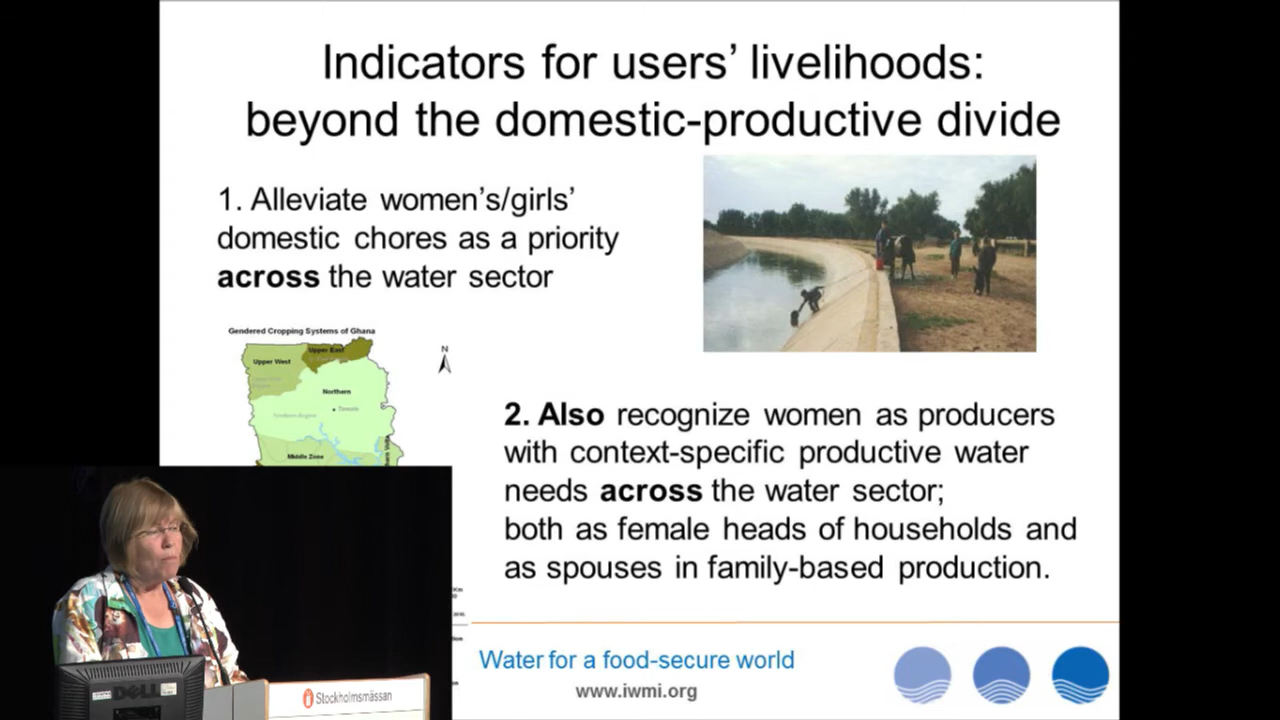 Indicators for users’ livelihoods:
beyond the domestic-productive divide
1. Alleviate women’s/girls’
domestic chores as a priority
across the water sector
Gendered Cropping Systems of Ghana
N
Upper East
Upper West
Northern
Tamale
Middle Zone
2. Also recognize women as producers
with context-specific productive water
needs across the water sector;
both as female heads of households and
as spouses in family-based production.
Water for a food-secure world
www.iwmi.org
DELL
Stockholmsmässan